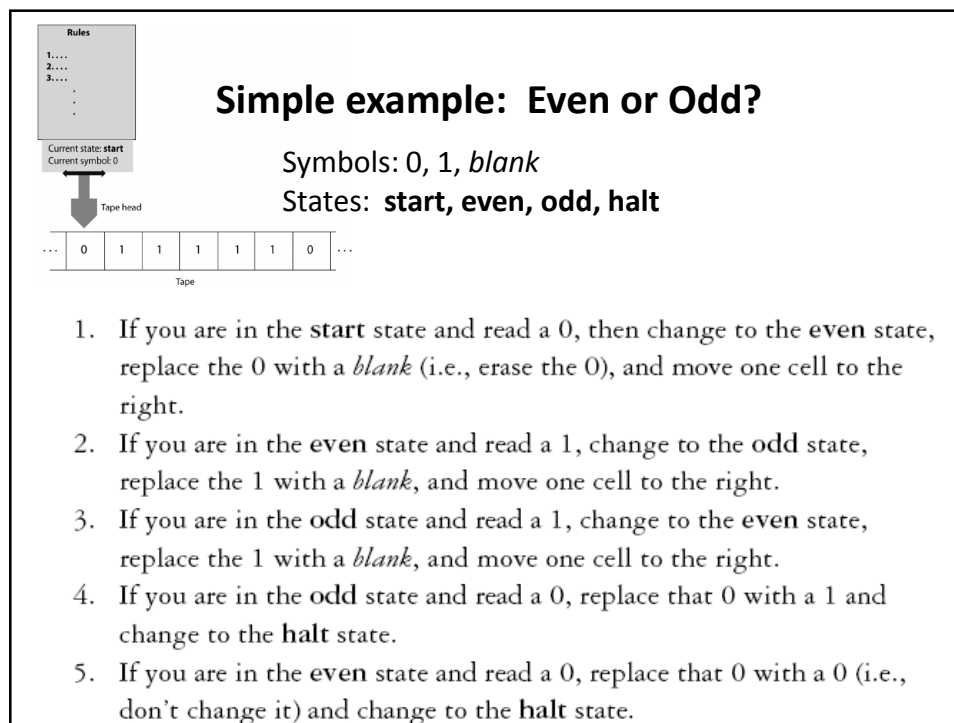 Rules
1. . . .
2. . . .
3. . . .
.
.
.
Current state: start
Current symbol: 0
Tape head
. . . 0 1 1 1 1 1 0 . . .
Tape
Simple example: Even or Odd?
Symbols: 0, 1, blank
States: start, even, odd, halt
1. If you are in the start state and read a 0, then change to the even state,
replace the 0 with a blank (i.e., erase the 0), and move one cell to the
right.
2. If you are in the even state and read a 1, change to the odd state,
replace the 1 with a blank, and move one cell to the right.
3. If you are in the odd state and read a 1, change to the even state,
replace the 1 with a blank, and move one cell to the right.
4. If you are in the odd state and read a 0, replace that 0 with a 1 and
change to the halt state.
5. If you are in the even state and read a 0, replace that 0 with a 0 (i.e.,
don't change it) and change to the halt state.